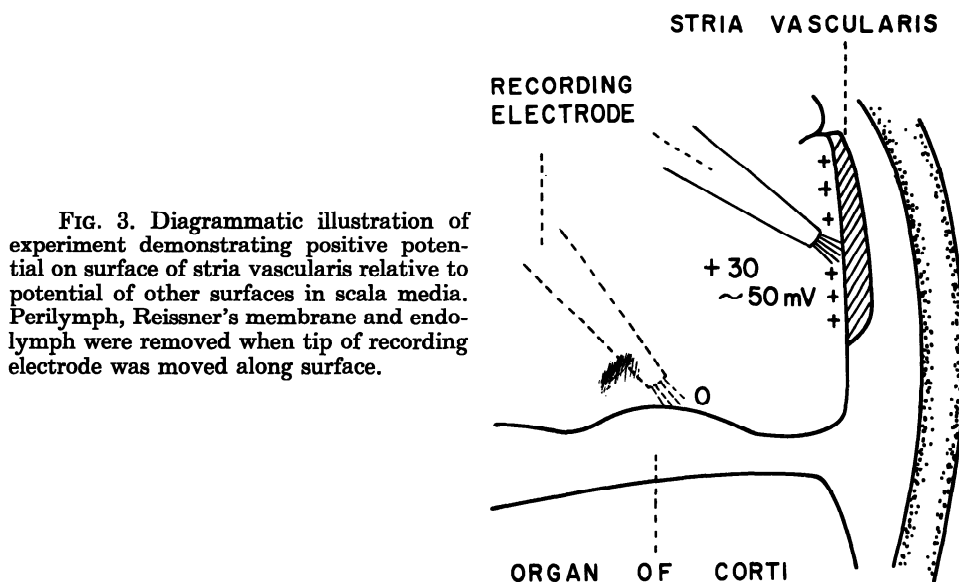 STRIA VASCULARIS
RECORDING
ELECTRODE
FIG. 3. Diagrammatic illustration of
experiment demonstrating positive poten-
tial on surface of stria vascularis relative to
potential of other surfaces in scala media.
Perilymph, Reissner's membrane and endo-
lymph were removed when tip of recording
electrode was moved along surface.
+
+
+
+ 30
~ 50 mV
+
+
+
O
ORGAN OF CORTI